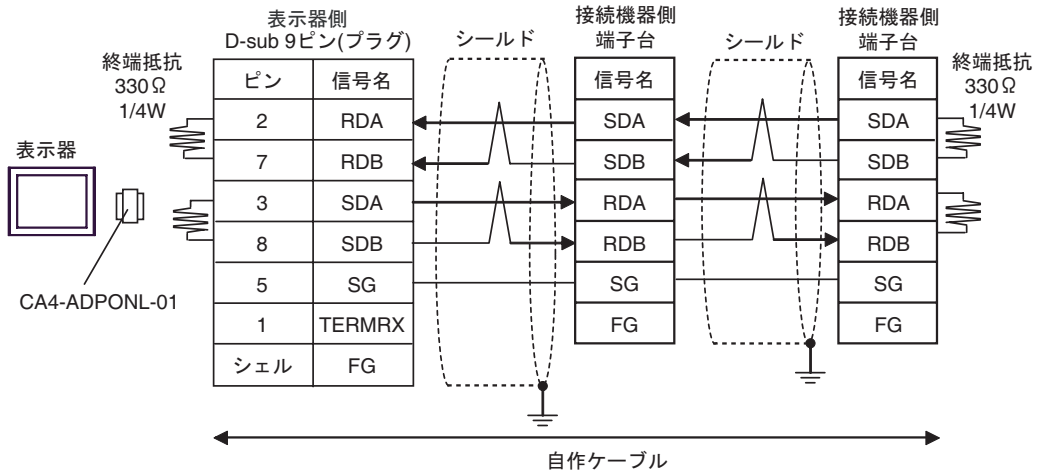 表示器側
D-sub 9ピン(プラグ)
シールド
接続機器側
端子台
シールド
接続機器側
端子台
終端抵抗
330Ω
1/4W
終端抵抗
330Ω
1/4W
ピン 信号名 信号名 信号名
2 RDA SDA SDA
7 RDB SDB SDB
3 SDA RDA RDA
8 SDB RDB RDB
5 SG SG SG
1 TERMRX FG FG
シェル FG
表示器
CA4-ADPONL-01
自作ケーブル